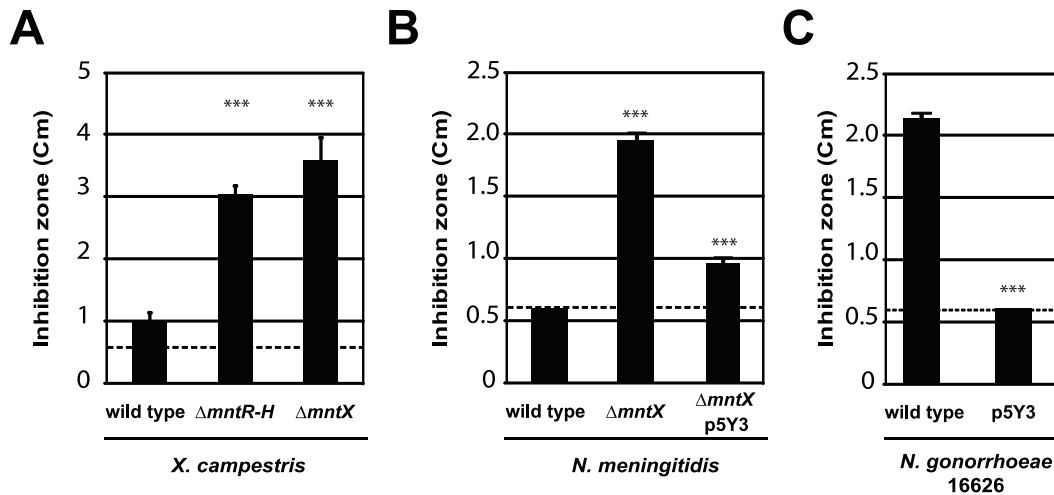 A
Inhibition zone (Cm)
5
4
3
2
1
0
***
***
wild type
ΔmntR-H
ΔmntX
X. campestris
B
Inhibition zone (Cm)
2.5
2.0
1.5
1.0
0.5
0
***
***
wild type
ΔmntX
ΔmntX
p5Y3
N. meningitidis
C
Inhibition zone (Cm)
2.5
2.0
1.5
1.0
0.5
0
***
wild type
p5Y3
N. gonorrhoeae
16626